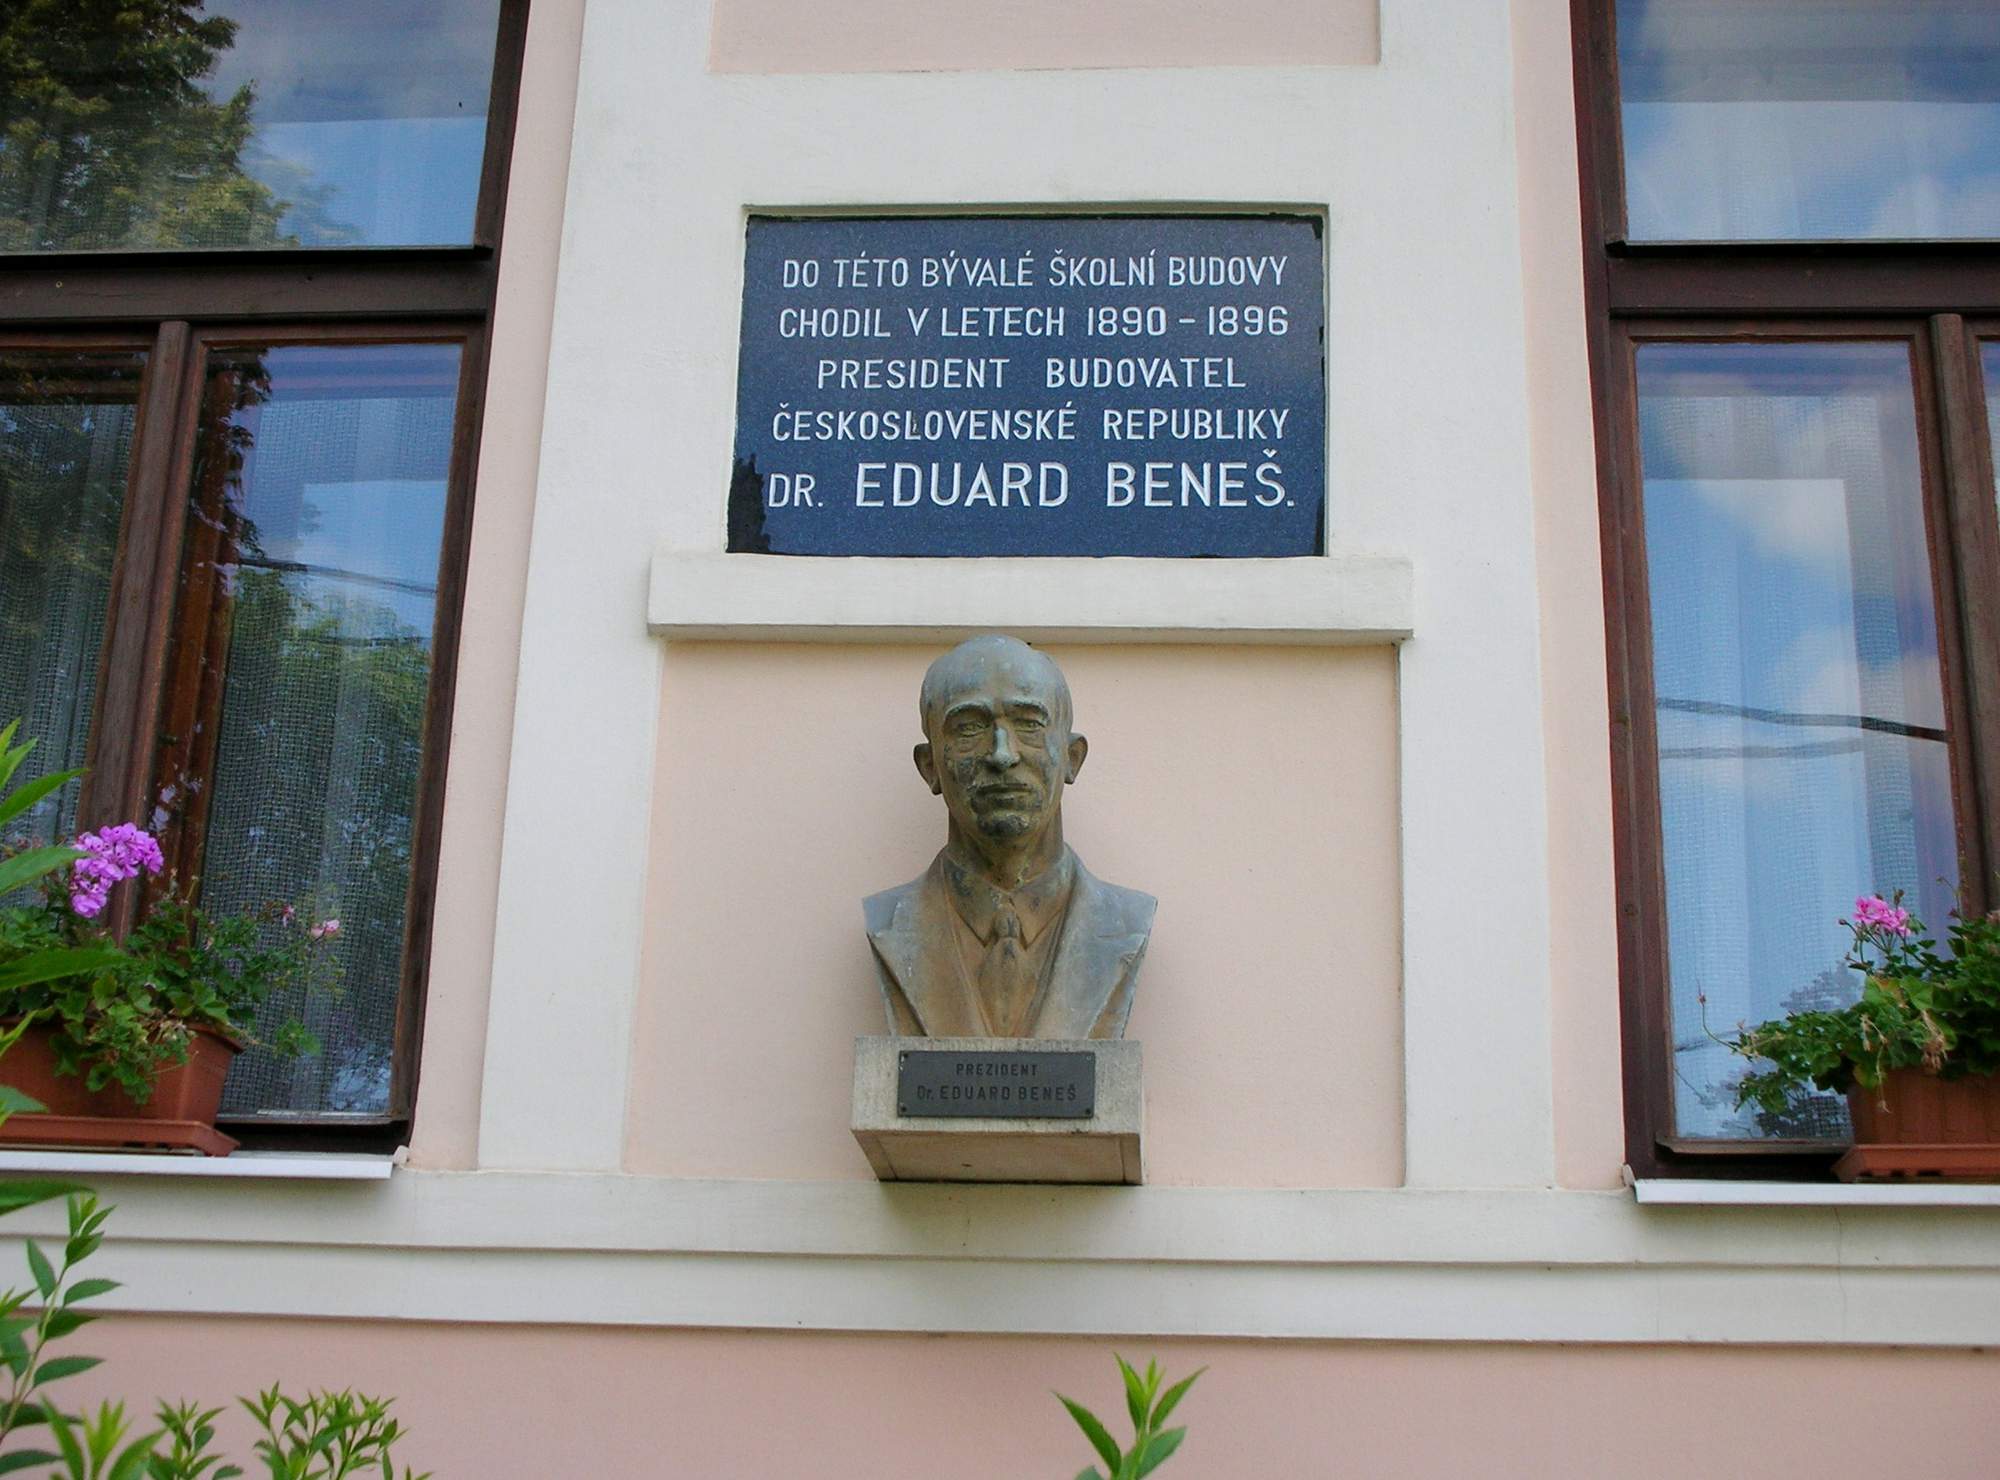 DO TÉTO BÝVALÉ ŠKOLNÍ BUDOVY
CHODIL V LETECH 1890 – 1896
PRESIDENT BUDOVATEL
ČESKOSLOVENSKÉ REPUBLIKY
DR. EDUARD BENEŠ.
PREZIDENT
Dr. EDUARD BENEŠ